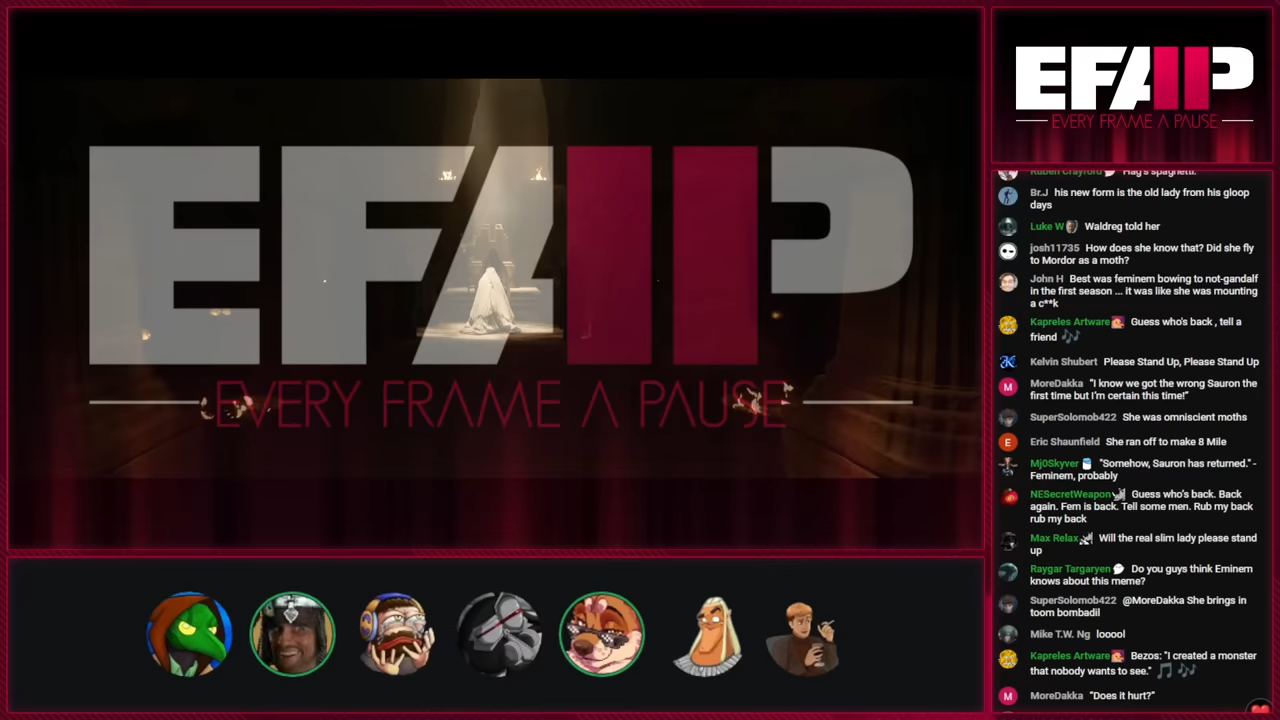 EFAP
EVERY FRAME A PAUSE
EFAP
EVERY FRAME A PAUSE
Ruben Crayford Hag's spaghetti.
Br.J his new form is the old lady from his gloop
days
Luke W Waldreg told her
josh11735 How does she know that? Did she fly
to Mordor as a moth?
John H Best was feminem bowing to not-gandalf
in the first season ... it was like she was mounting
a c**k
Kapreles Artware Guess who's back , tell a
friend
Kelvin Shubert Please Stand Up, Please Stand Up
MoreDakka "I know we got the wrong Sauron the
first time but I'm certain this time!"
SuperSolomob422 She was omniscient moths
Eric Shaunfield She ran off to make 8 Mile
Mj0Skyver "Somehow, Sauron has returned." -
Feminem, probably
NESecretWeapon Guess who's back. Back
again. Fem is back. Tell some men. Rub my back
rub my back
Max Relax Will the real slim lady please stand
up
Raygar Targaryen Do you guys think Eminem
knows about this meme?
SuperSolomob422 @MoreDakka She brings in
toom bombadil
Mike T.W. Ng looool
Kapreles Artware Bezos: "I created a monster
that nobody wants to see."
MoreDakka "Does it hurt?"